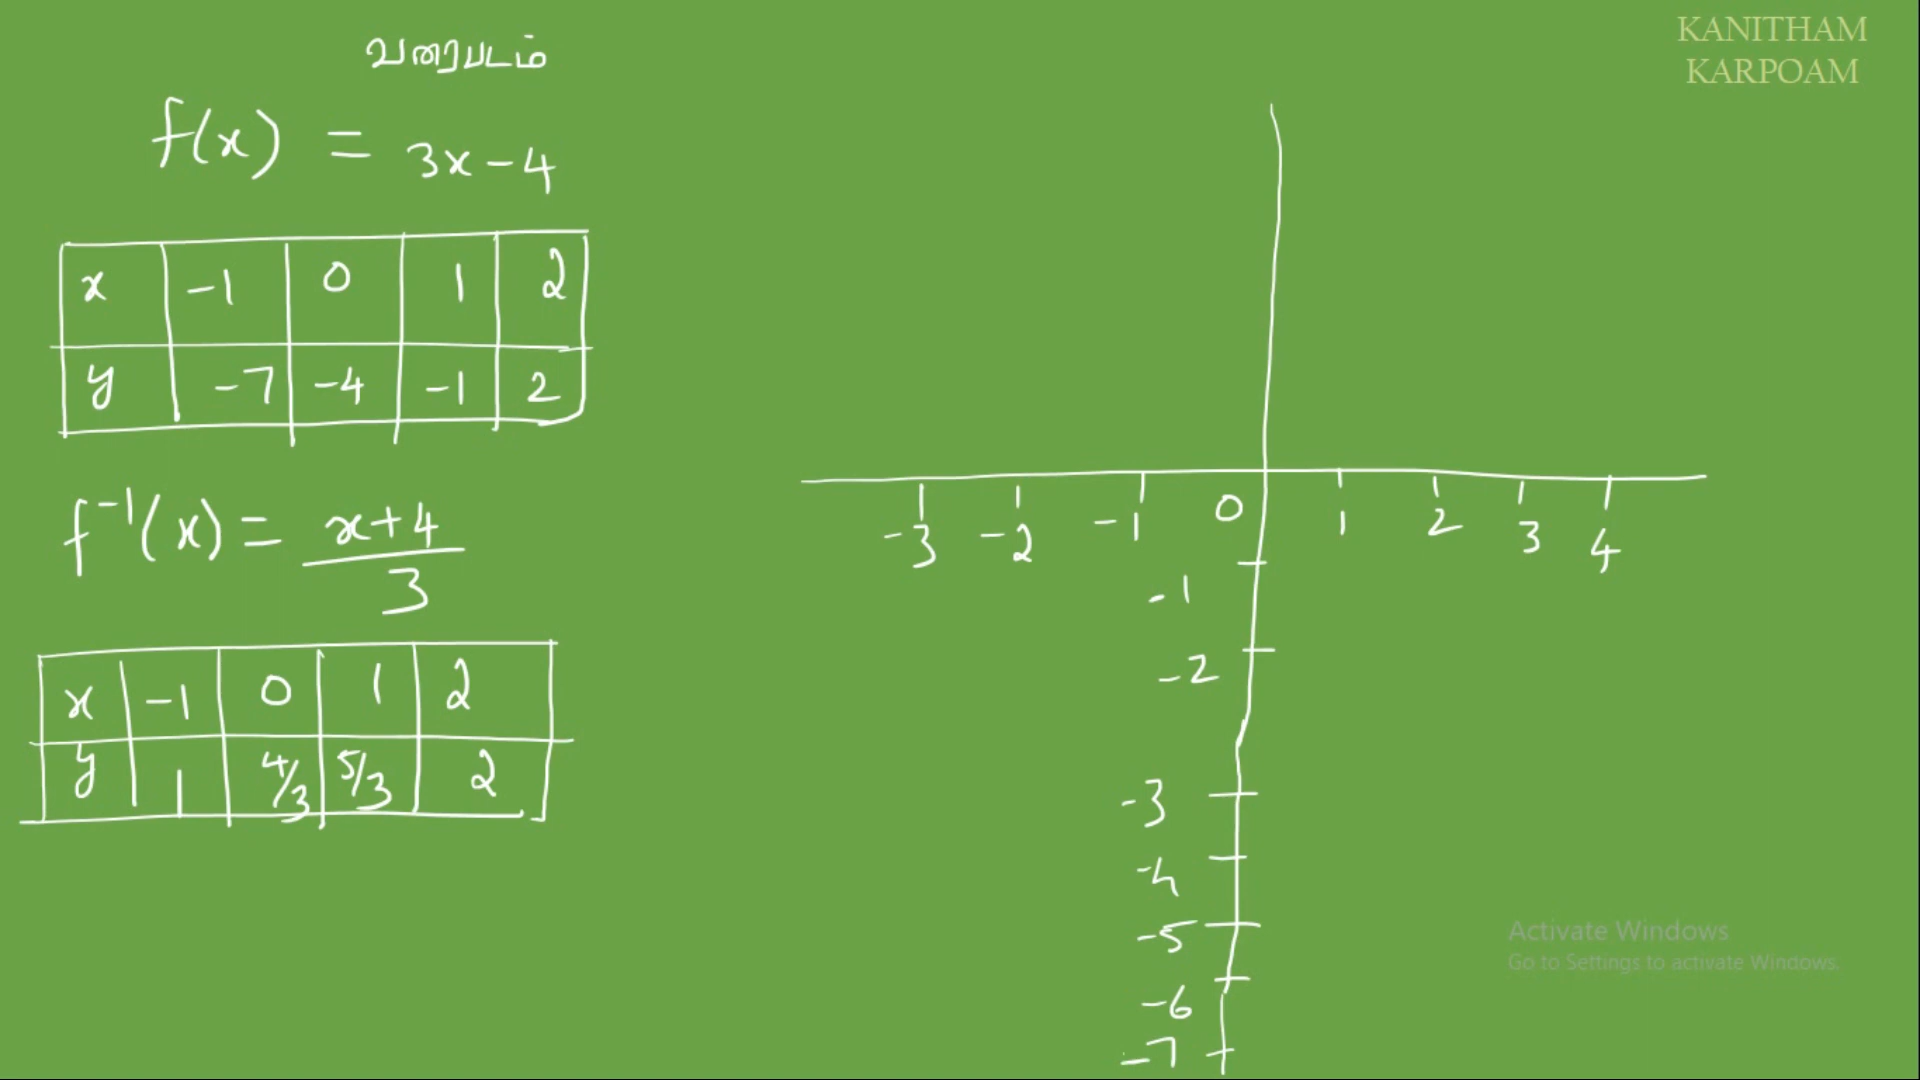 வரைபடம்
KANITHAM
KARPOAM
f(x) = 3x-4
x -1 0 1 2
y -7 -4 -1 2
f⁻¹(x) = x+4
3
x -1 0 1 2
y 1 4/3 5/3 2
-3 -2 -1 0 1 2 3 4
-1
-2
-3
-4
-5
-6
-7
Activate Windows
Go to Settings to activate Windows.